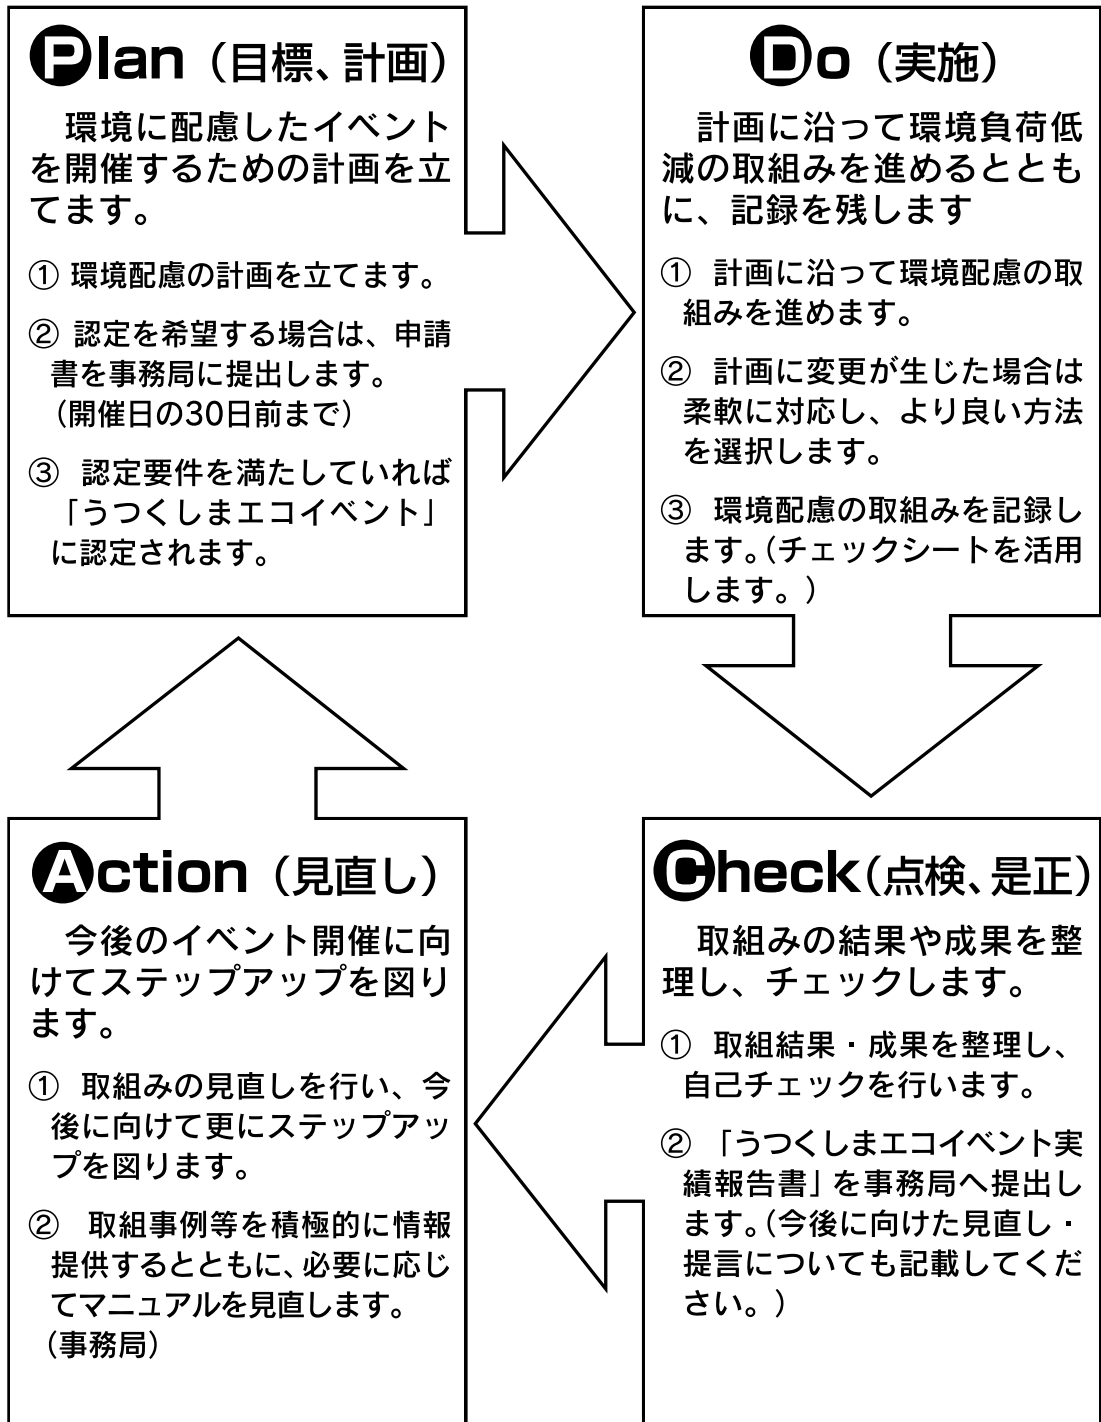 Plan（目標、計画）
環境に配慮したイベント
を開催するための計画を立
てます。
① 環境配慮の計画を立てます。
② 認定を希望する場合は、申請
書を事務局に提出します。
（開催日の30日前まで）
③ 認定要件を満たしていれば
「うつくしまエコイベント」
に認定されます。
Do（実施）
計画に沿って環境負荷低
減の取組みを進めるととも
に、記録を残します
① 計画に沿って環境配慮の取
組みを進めます。
② 計画に変更が生じた場合は
柔軟に対応し、より良い方法
を選択します。
③ 環境配慮の取組みを記録し
ます。（チェックシートを活用
します。）
Check（点検、是正）
取組みの結果や成果を整
理し、チェックします。
① 取組結果・成果を整理し、
自己チェックを行います。
② 「うつくしまエコイベント実
績報告書」を事務局へ提出し
ます。（今後に向けた見直し・
提言についても記載してくだ
さい。）
Action（見直し）
今後のイベント開催に向
けてステップアップを図り
ます。
① 取組みの見直しを行い、今
後に向けて更にステップアッ
プを図ります。
② 取組事例等を積極的に情報
提供するとともに、必要に応じ
てマニュアルを見直します。
（事務局）